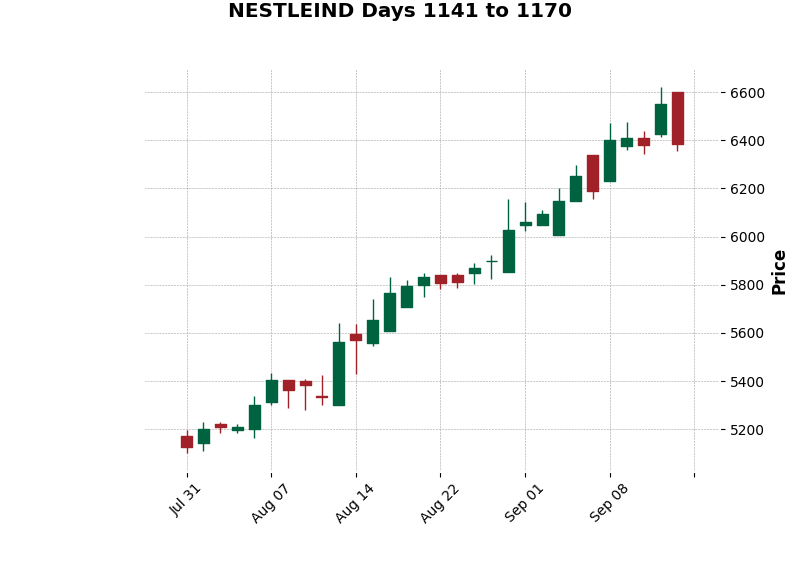 NESTLEIND Days 1141 to 1170
6600
6400
6200
6000
5800
5600
5400
5200
Price
Jul 31
Aug 07
Aug 14
Aug 22
Sep 01
Sep 08